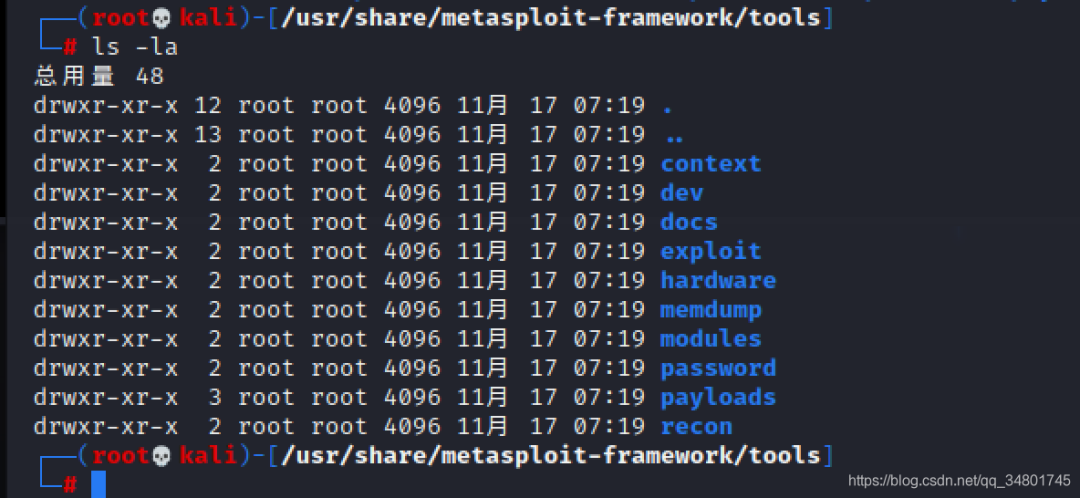 (root💀kali)-[/usr/share/metasploit-framework/tools]
# ls -la
总用量 48
drwxr-xr-x 12 root root 4096 11月 17 07:19 .
drwxr-xr-x 13 root root 4096 11月 17 07:19 ..
drwxr-xr-x 2 root root 4096 11月 17 07:19 context
drwxr-xr-x 2 root root 4096 11月 17 07:19 dev
drwxr-xr-x 2 root root 4096 11月 17 07:19 docs
drwxr-xr-x 2 root root 4096 11月 17 07:19 exploit
drwxr-xr-x 2 root root 4096 11月 17 07:19 hardware
drwxr-xr-x 2 root root 4096 11月 17 07:19 memdump
drwxr-xr-x 2 root root 4096 11月 17 07:19 modules
drwxr-xr-x 2 root root 4096 11月 17 07:19 password
drwxr-xr-x 3 root root 4096 11月 17 07:19 payloads
drwxr-xr-x 2 root root 4096 11月 17 07:19 recon
(root💀kali)-[/usr/share/metasploit-framework/tools]
#
https://blog.csdn.net/qq_34801745